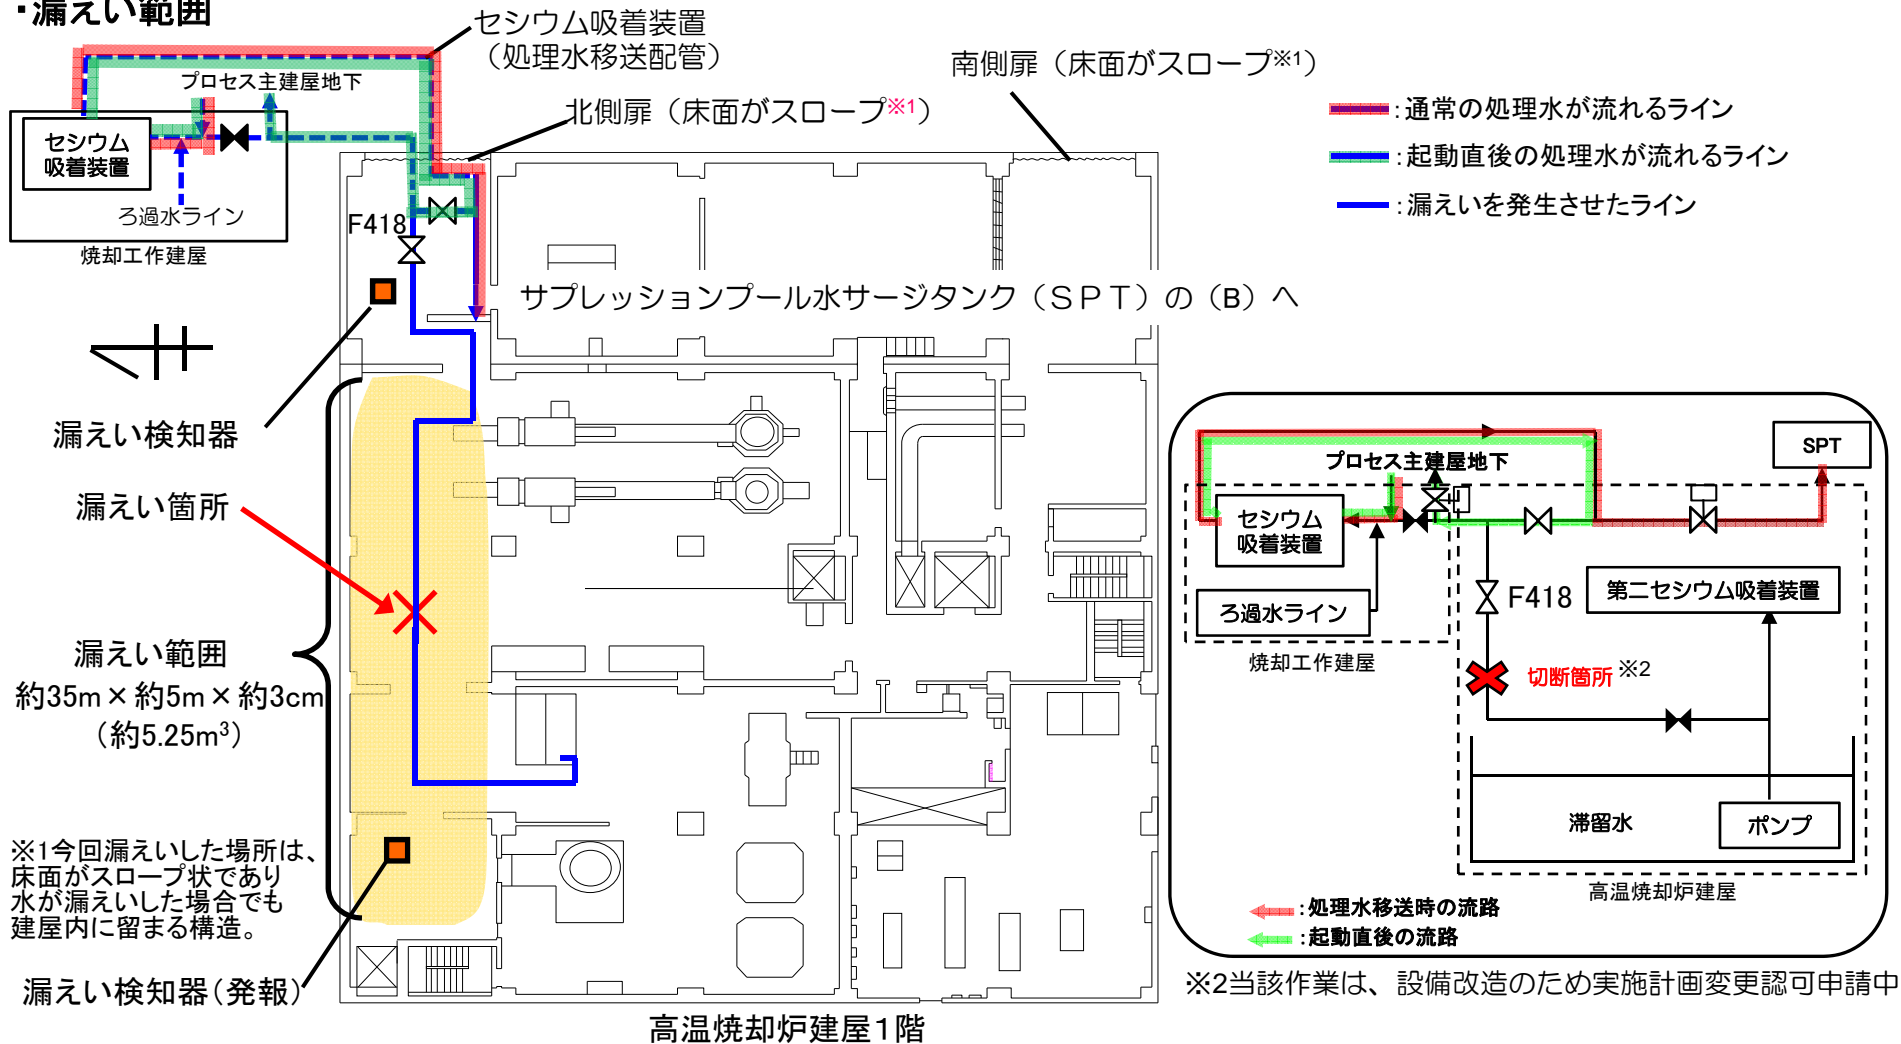 ・漏えい範囲
セシウム吸着装置
（処理水移送配管）
南側扉（床面がスロープ※1）
北側扉（床面がスロープ※1）
プロセス主建屋地下
セシウム
吸着装置
ろ過水ライン
焼却工作建屋
：通常の処理水が流れるライン
：起動直後の処理水が流れるライン
：漏えいを発生させたライン
F418
サプレッションプール水サージタンク（ＳＰＴ）の（B）へ
漏えい検知器
漏えい箇所
漏えい範囲
約35m×約5m×約3cm
（約5.25m³）
※1今回漏えいした場所は、
床面がスロープ状であり
水が漏えいした場合でも
建屋内に留まる構造。
漏えい検知器（発報）
高温焼却炉建屋１階
SPT
プロセス主建屋地下
セシウム
吸着装置
ろ過水ライン
焼却工作建屋
F418
第二セシウム吸着装置
切断箇所 ※2
滞留水
ポンプ
高温焼却炉建屋
：処理水移送時の流路
：起動直後の流路
※2当該作業は、設備改造のため実施計画変更認可申請中